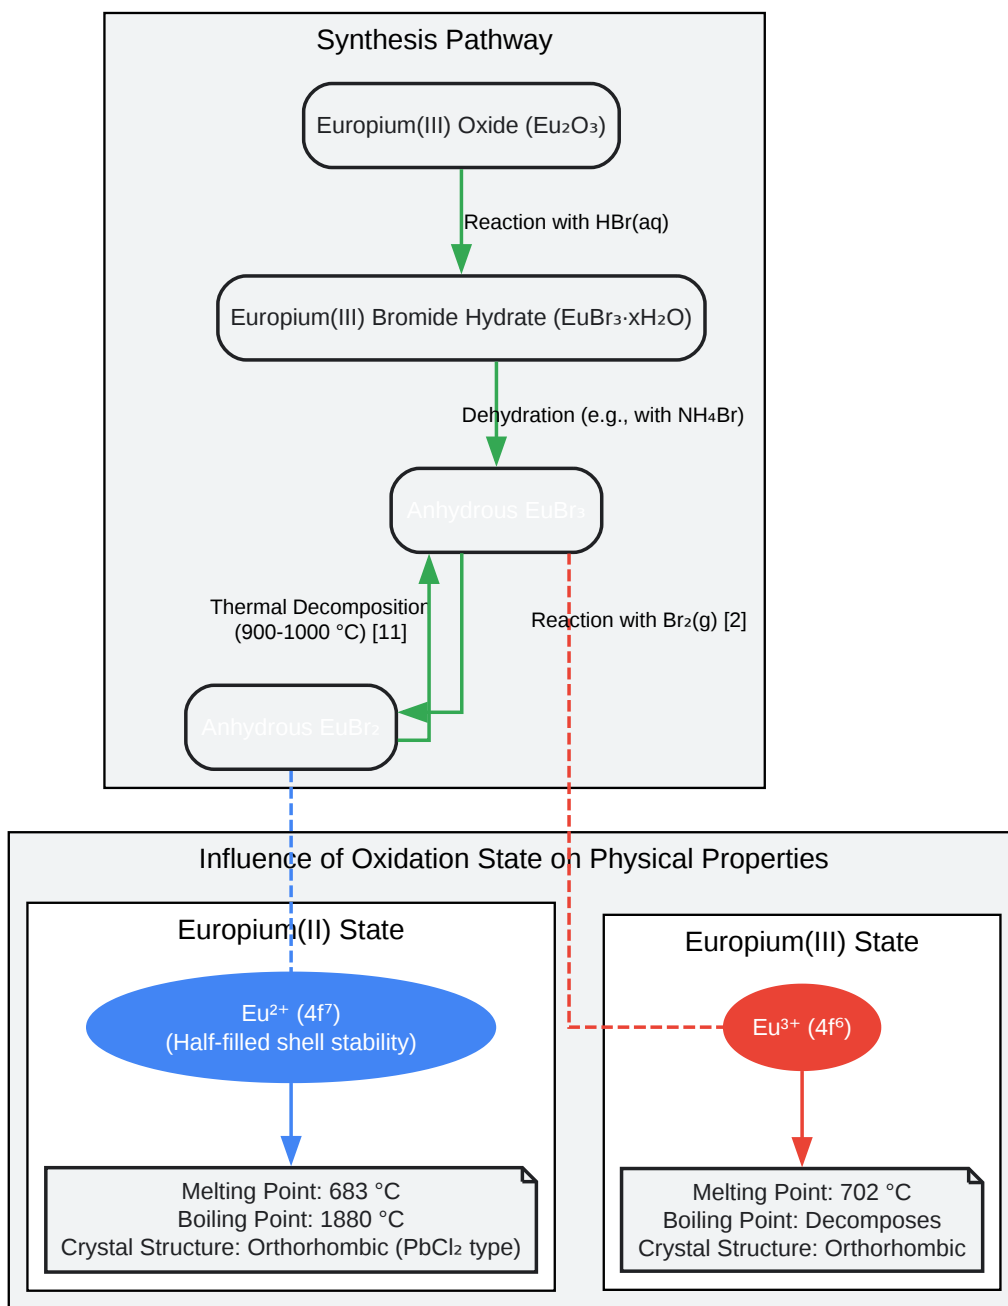 Synthesis Pathway
Europium(III) Oxide (Eu₂O₃)
Reaction with HBr(aq)
Europium(III) Bromide Hydrate (EuBr₃·xH₂O)
Dehydration (e.g., with NH₄Br)
Anhydrous EuBr₃
Thermal Decomposition
(900-1000 °C) [11]
Reaction with Br₂(g) [2]
Anhydrous EuBr₂
Influence of Oxidation State on Physical Properties
Europium(II) State
Eu²⁺ (4f⁷)
(Half-filled shell stability)
Melting Point: 683 °C
Boiling Point: 1880 °C
Crystal Structure: Orthorhombic (PbCl₂ type)
Europium(III) State
Eu³⁺ (4f⁶)
Melting Point: 702 °C
Boiling Point: Decomposes
Crystal Structure: Orthorhombic